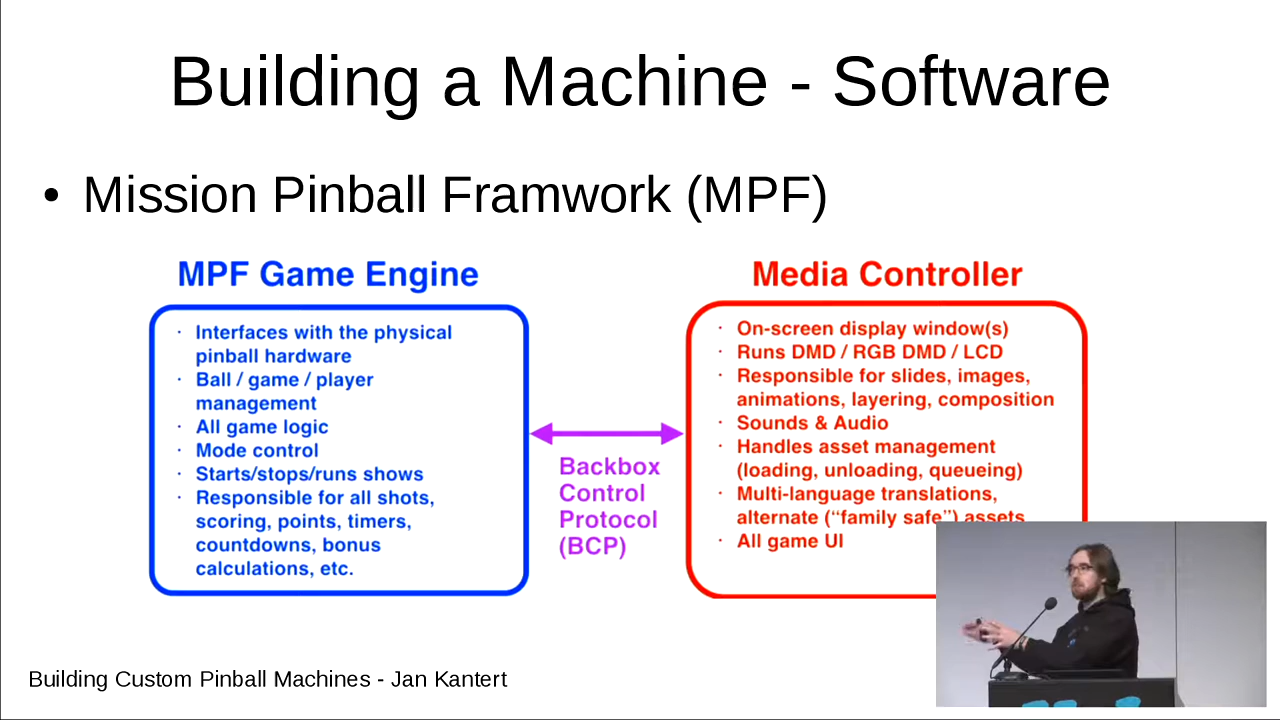 Building a Machine - Software
• Mission Pinball Framwork (MPF)
MPF Game Engine
· Interfaces with the physical
pinball hardware
· Ball / game / player
management
· All game logic
· Mode control
· Starts/stops/runs shows
· Responsible for all shots,
scoring, points, timers,
countdowns, bonus
calculations, etc.
Backbox
Control
Protocol
(BCP)
Media Controller
· On-screen display window(s)
· Runs DMD / RGB DMD / LCD
· Responsible for slides, images,
animations, layering, composition
· Sounds & Audio
· Handles asset management
(loading, unloading, queueing)
· Multi-language translations,
alternate (“family safe”) assets
· All game UI
Building Custom Pinball Machines - Jan Kantert